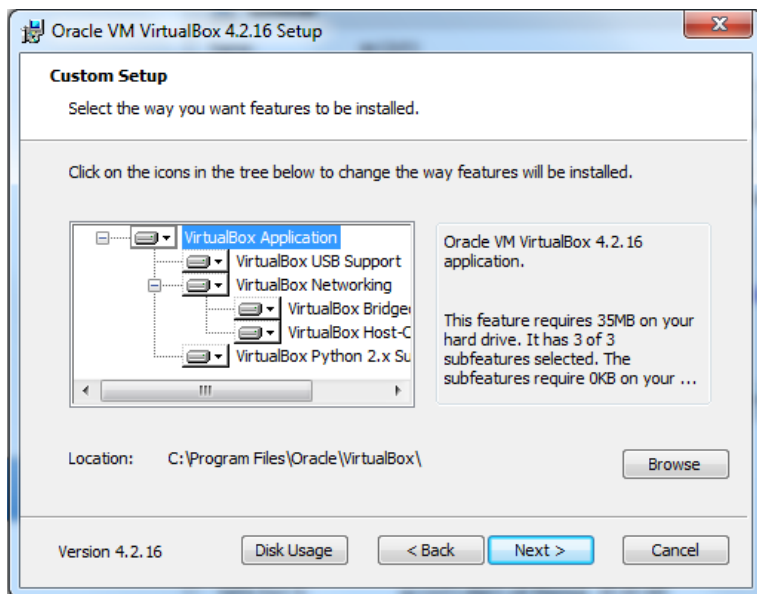 Oracle VM VirtualBox 4.2.16 Setup
Custom Setup
Select the way you want features to be installed.
Click on the icons in the tree below to change the way features will be installed.
VirtualBox Application
VirtualBox USB Support
VirtualBox Networking
VirtualBox Bridge
VirtualBox Host-C
VirtualBox Python 2.x Su
Oracle VM VirtualBox 4.2.16
application.
This feature requires 35MB on your
hard drive. It has 3 of 3
subfeatures selected. The
subfeatures require 0KB on your ...
Location: C:\Program Files\Oracle\VirtualBox\
Browse
Version 4.2.16
Disk Usage
< Back
Next >
Cancel